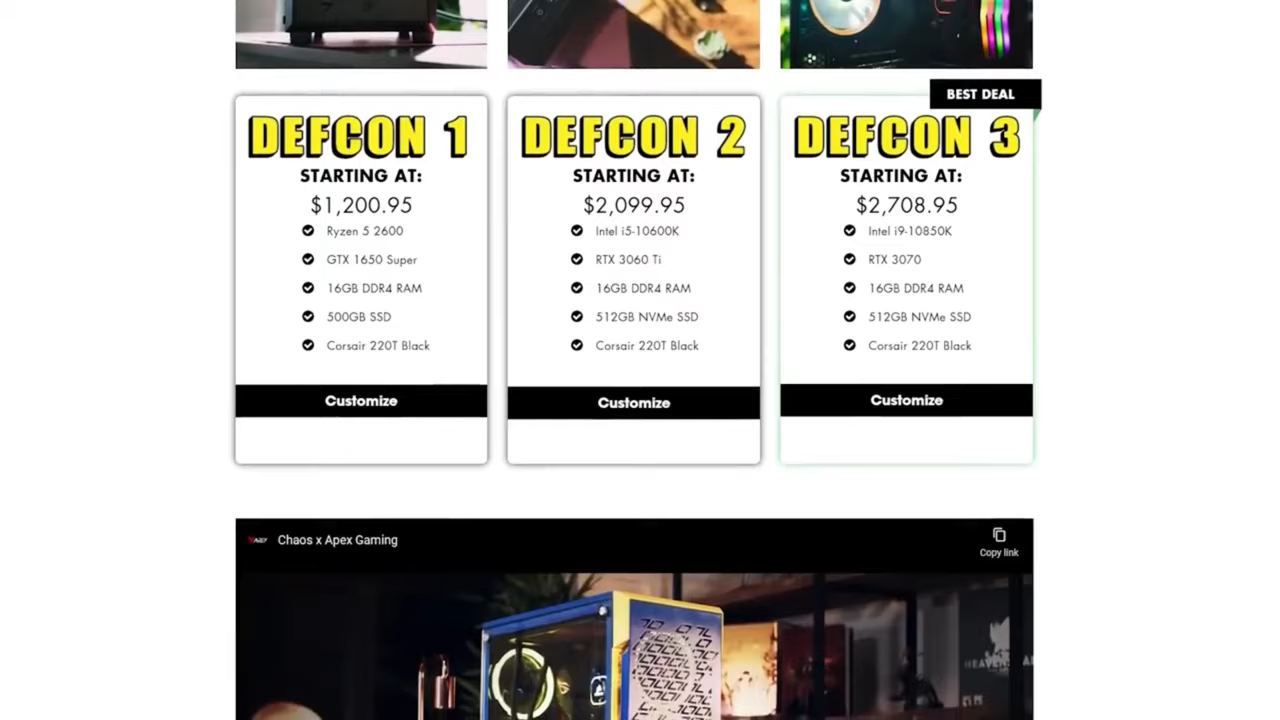 BEST DEAL
DEFCON 1
STARTING AT:
$1,200.95
Ryzen 5 2600
GTX 1650 Super
16GB DDR4 RAM
500GB SSD
Corsair 220T Black
Customize
DEFCON 2
STARTING AT:
$2,099.95
Intel i5-10600K
RTX 3060 Ti
16GB DDR4 RAM
512GB NVMe SSD
Corsair 220T Black
Customize
DEFCON 3
STARTING AT:
$2,708.95
Intel i9-10850K
RTX 3070
16GB DDR4 RAM
512GB NVMe SSD
Corsair 220T Black
Customize
Chaos x Apex Gaming
Copy link